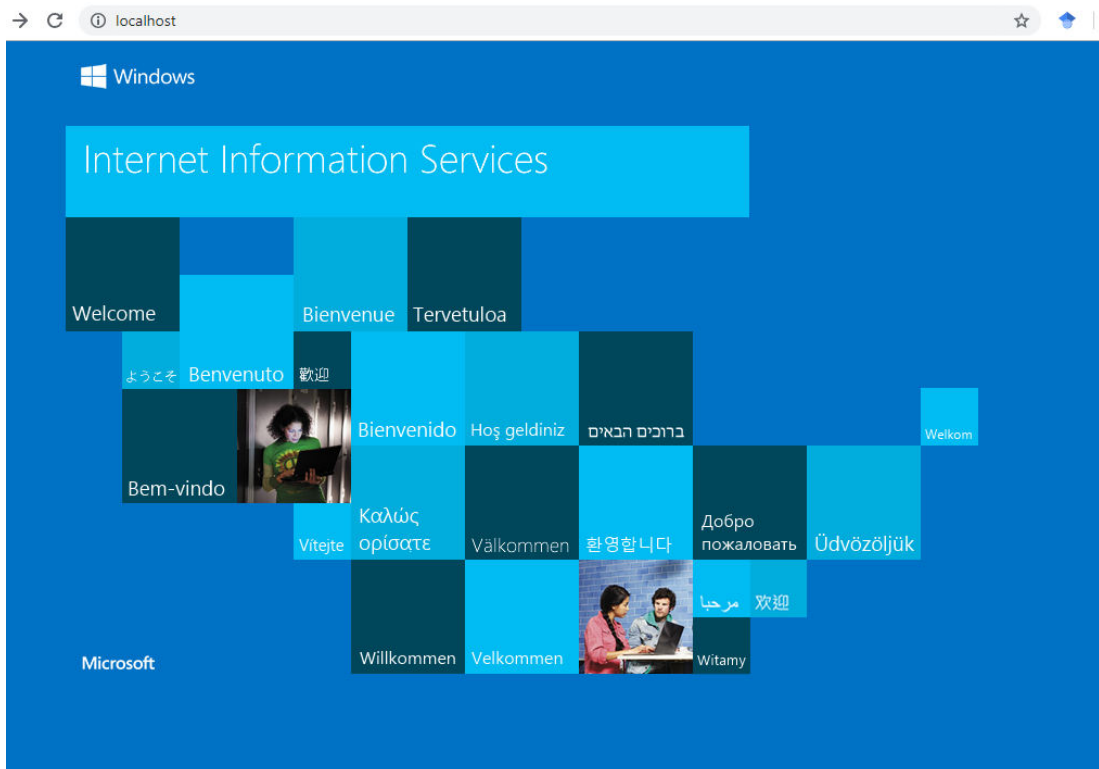 localhost
Windows
Internet Information Services
Welcome
Bienvenue
Tervetuloa
ようこそ
Benvenuto
歡迎
Bienvenido
Hoş geldiniz
ברוכים הבאים
Welkom
Bem-vindo
Vítejte
Καλώς
ορίσατε
Välkommen
환영합니다
Добро
пожаловать
Üdvözöljük
مرحبا
欢迎
Microsoft
Willkommen
Velkommen
Witamy